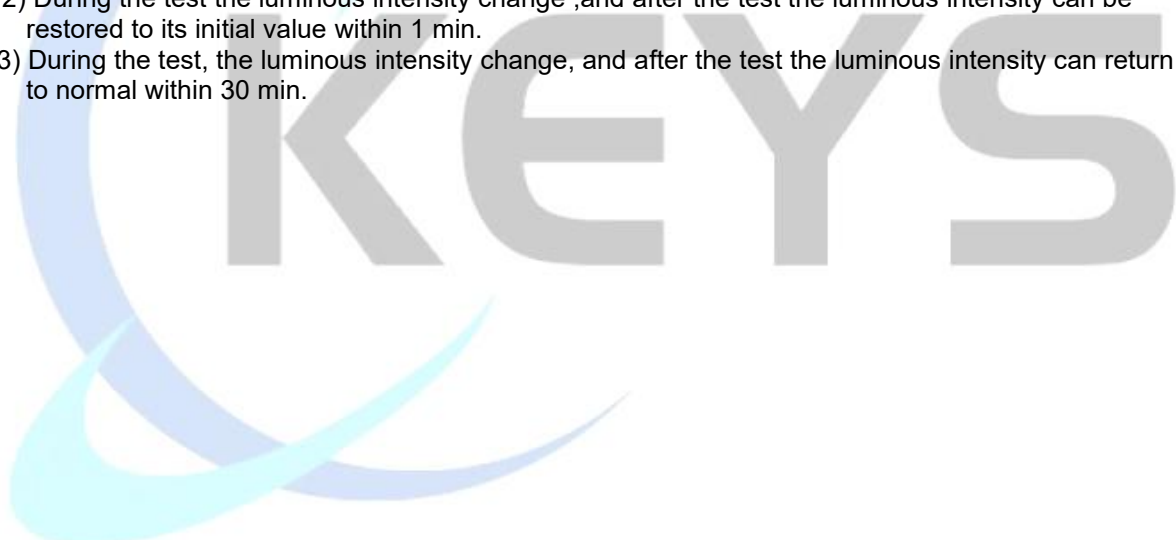 2) During the test the luminous intensity change ,and after the test the luminous intensity can be
restored to its initial value within 1 min.
3) During the test, the luminous intensity change, and after the test the luminous intensity can return
to normal within 30 min.
KEYS